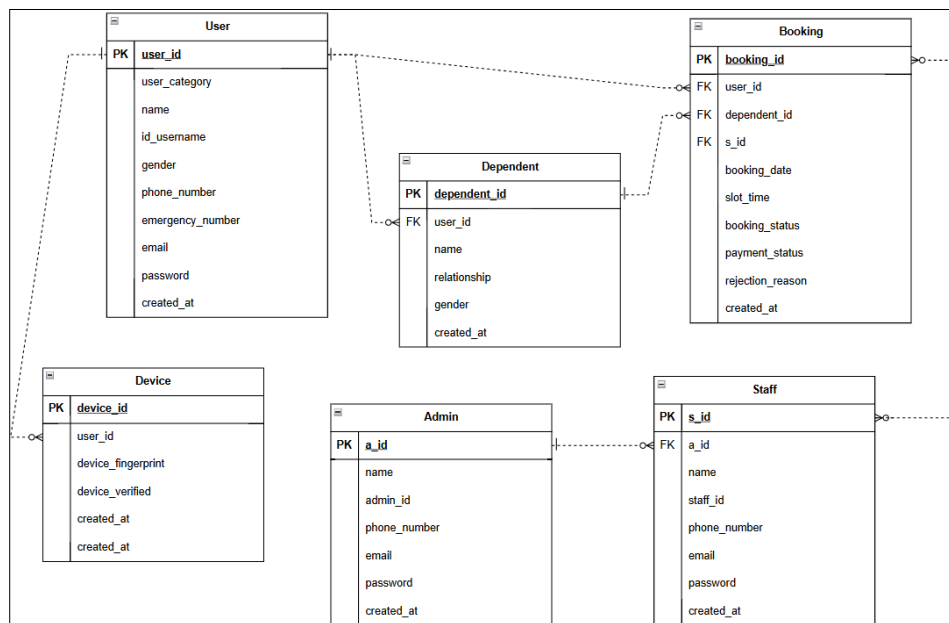 User
PK user_id
user_category
name
id_username
gender
phone_number
emergency_number
email
password
created_at
Booking
PK booking_id
FK user_id
FK dependent_id
FK s_id
booking_date
slot_time
booking_status
payment_status
rejection_reason
created_at
Dependent
PK dependent_id
FK user_id
name
relationship
gender
created_at
Device
PK device_id
user_id
device_fingerprint
device_verified
created_at
created_at
Admin
PK a_id
name
admin_id
phone_number
email
password
created_at
Staff
PK s_id
FK a_id
name
staff_id
phone_number
email
password
created_at